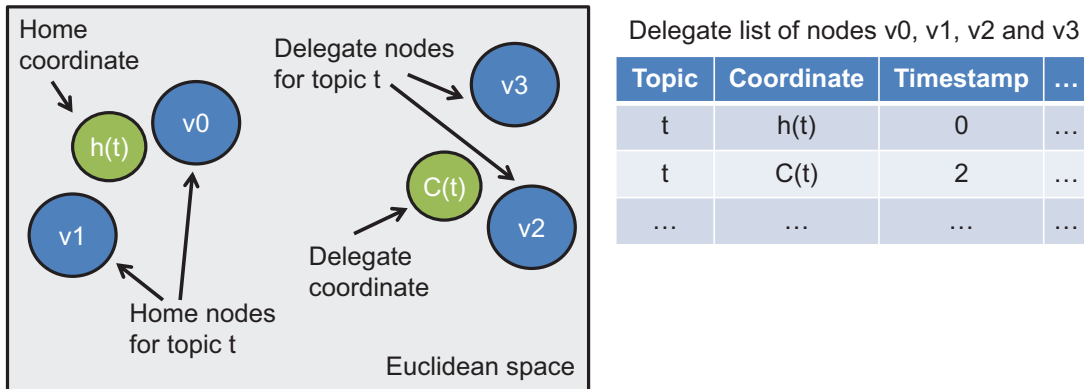 Home
coordinate
h(t)
v0
v1
Home nodes
for topic t
Delegate nodes
for topic t
v3
C(t)
v2
Delegate
coordinate
Euclidean space
Delegate list of nodes v0, v1, v2 and v3
Topic Coordinate Timestamp ...
t h(t) 0 ...
t C(t) 2 ...
... ... ... ...